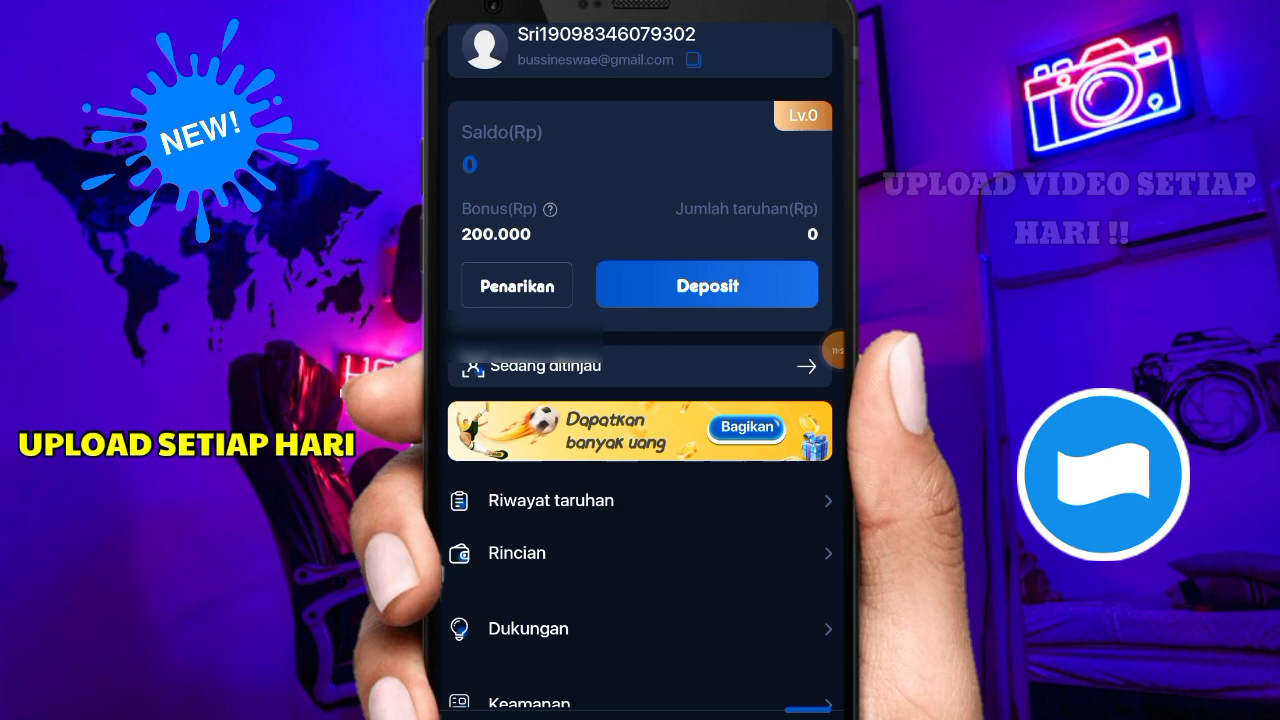 Sri19098346079302
bussineswae@gmail.com
NEW!
Lv.0
Saldo(Rp)
0
UPLOAD VIDEO SETIAP
HARI !!
Bonus(Rp) ?
Jumlah taruhan(Rp)
200.000
0
Penarikan
Deposit
11:2
Sedang ditinjau
UPLOAD SETIAP HARI
Dapatkan
banyak uang
Bagikan
Riwayat taruhan
Rincian
Dukungan
Keamanan